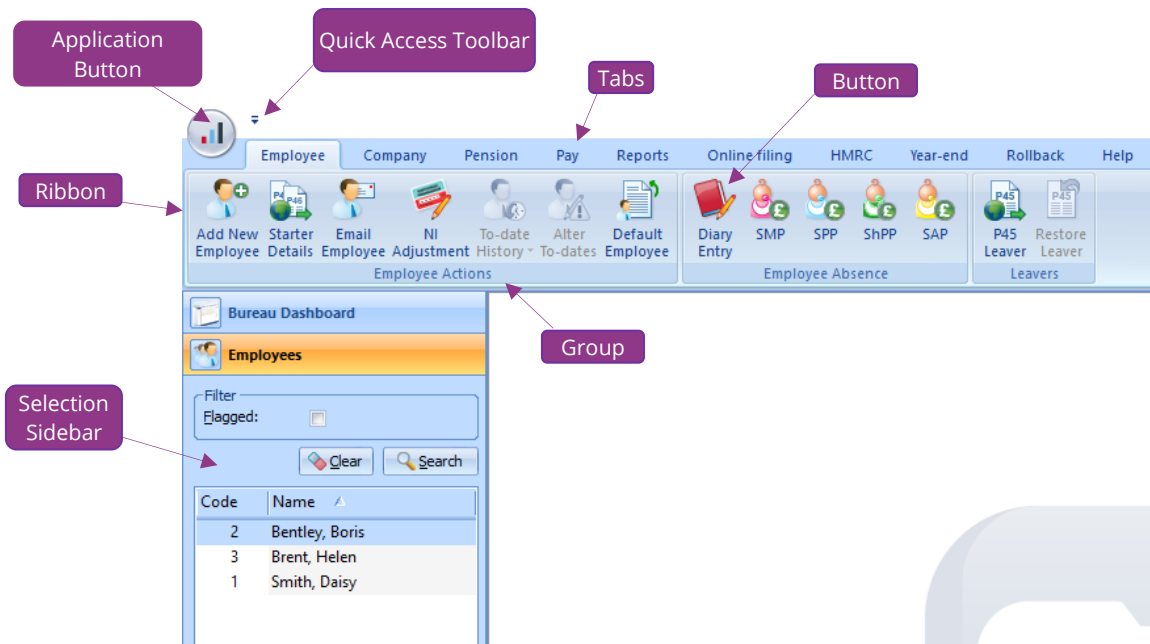 Application
Button
Quick Access Toolbar
Tabs
Button
Employee Company Pension Pay Reports Online filing HMRC Year-end Rollback Help
Ribbon
P45 P46 P45 P45
Add New Starter Email NI To-date Alter Default Diary SMP SPP ShPP SAP P45 Restore
Employee Details Employee Adjustment History To-dates Employee Entry Leaver Leaver
Employee Actions Employee Absence Leavers
Bureau Dashboard
Group
Employees
Filter
Flagged:
Selection
Sidebar
Clear Search
Code Name
2 Bentley, Boris
3 Brent, Helen
1 Smith, Daisy